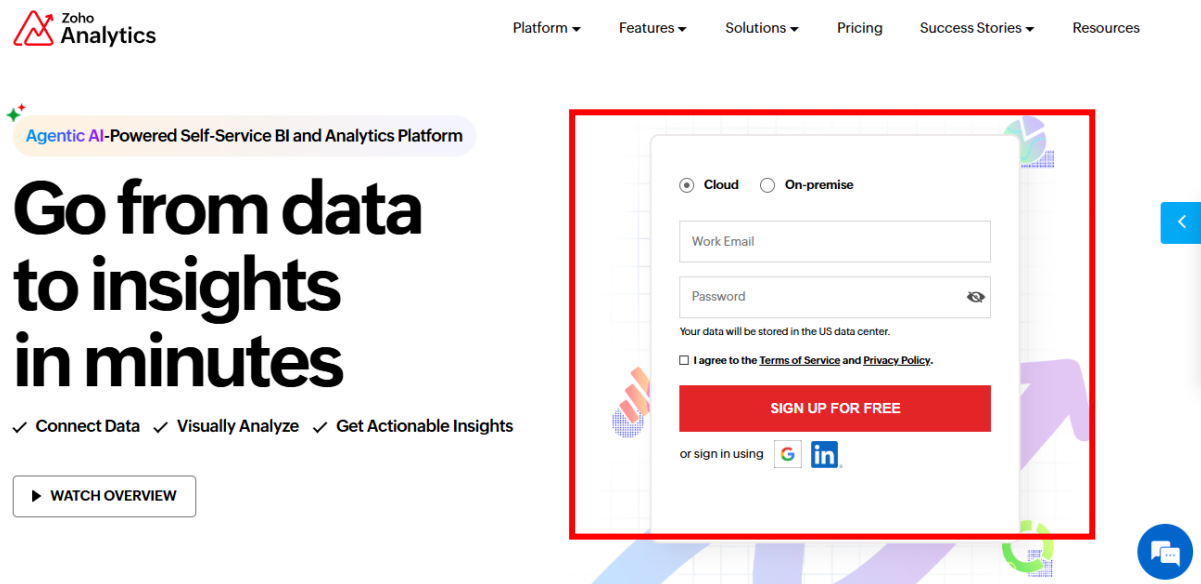 Zoho
Analytics
Platform
Features
Solutions
Pricing
Success Stories
Resources
Agentic AI-Powered Self-Service BI and Analytics Platform
Go from data
to insights
in minutes
Connect Data
Visually Analyze
Get Actionable Insights
WATCH OVERVIEW
Cloud
On-premise
Work Email
Password
Your data will be stored in the US data center.
I agree to the Terms of Service and Privacy Policy.
SIGN UP FOR FREE
or sign in using
G
in